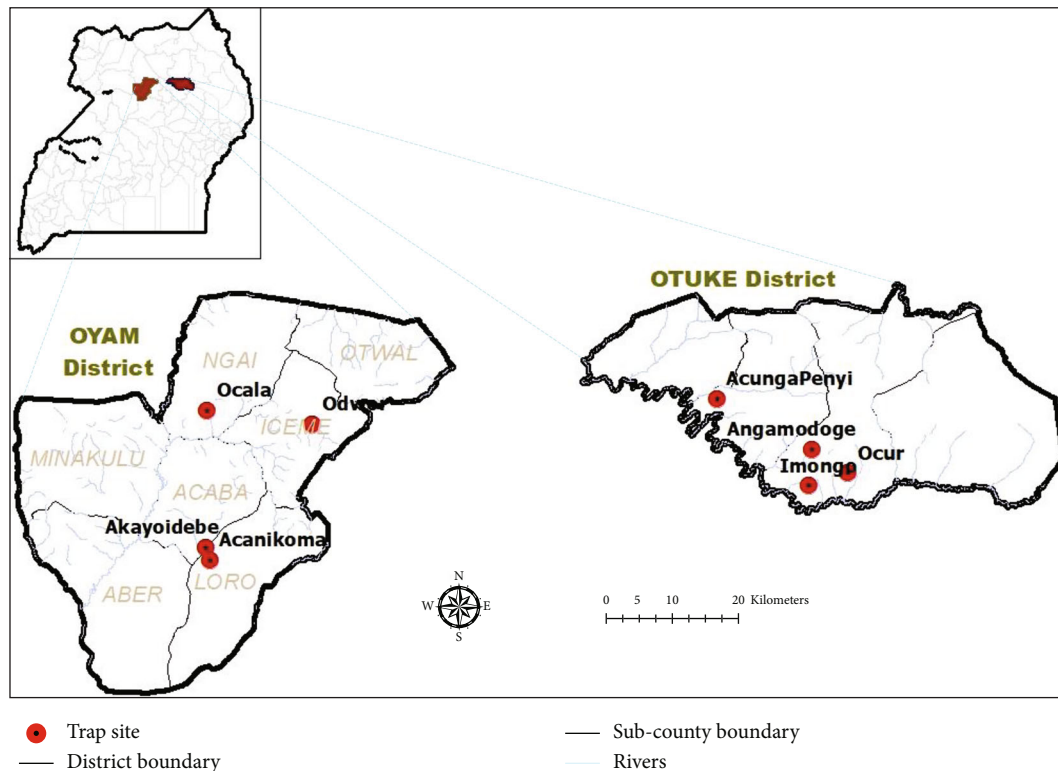 OTUKE District
OYAM
District
NGAI
OTWAL
Ocala
AcungaPenyi
ICEME
Angamodoge
MINAKULU
Imongo
Ocur
ACABA
Akayoidebe
Acanikoma
LORO
ABER
N
W
E
S
0 5 10 20 Kilometers
Trap site
Sub-county boundary
District boundary
Rivers